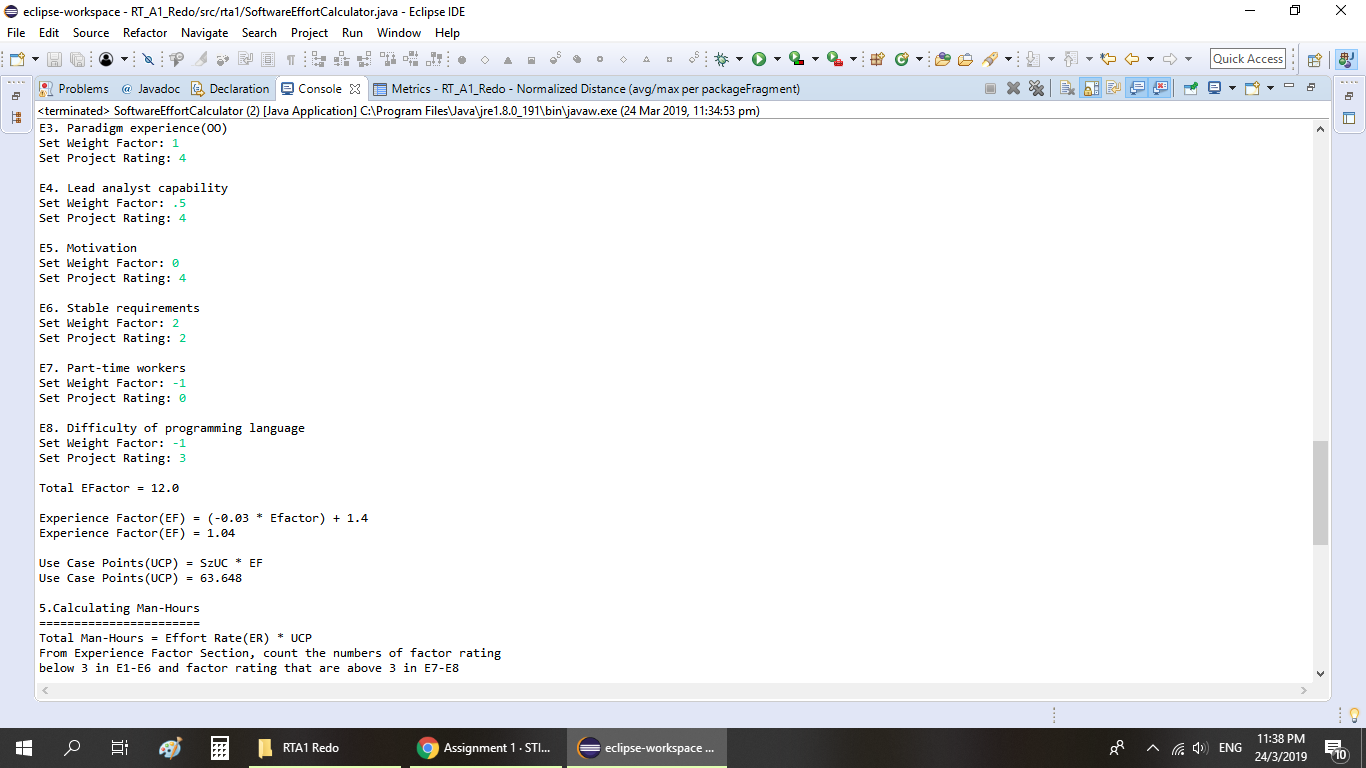 eclipse-workspace - RT_A1_Redo/src/rta1/SoftwareEffortCalculator.java - Eclipse IDE
File Edit Source Refactor Navigate Search Project Run Window Help
Quick Access
Problems @ Javadoc Declaration Console Metrics - RT_A1_Redo - Normalized Distance (avg/max per packageFragment)
<terminated> SoftwareEffortCalculator (2) [Java Application] C:\Program Files\Java\jre1.8.0_191\bin\javaw.exe (24 Mar 2019, 11:34:53 pm)
E3. Paradigm experience(OO)
Set Weight Factor: 1
Set Project Rating: 4
E4. Lead analyst capability
Set Weight Factor: .5
Set Project Rating: 4
E5. Motivation
Set Weight Factor: 0
Set Project Rating: 4
E6. Stable requirements
Set Weight Factor: 2
Set Project Rating: 2
E7. Part-time workers
Set Weight Factor: -1
Set Project Rating: 0
E8. Difficulty of programming language
Set Weight Factor: -1
Set Project Rating: 3
Total EFactor = 12.0
Experience Factor(EF) = (-0.03 * Efactor) + 1.4
Experience Factor(EF) = 1.04
Use Case Points(UCP) = SzUC * EF
Use Case Points(UCP) = 63.648
5.Calculating Man-Hours
=======================
Total Man-Hours = Effort Rate(ER) * UCP
From Experience Factor Section, count the numbers of factor rating
below 3 in E1-E6 and factor rating that are above 3 in E7-E8
RTA1 Redo
Assignment 1 · STI...
eclipse-workspace ...
ENG
11:38 PM
24/3/2019
10